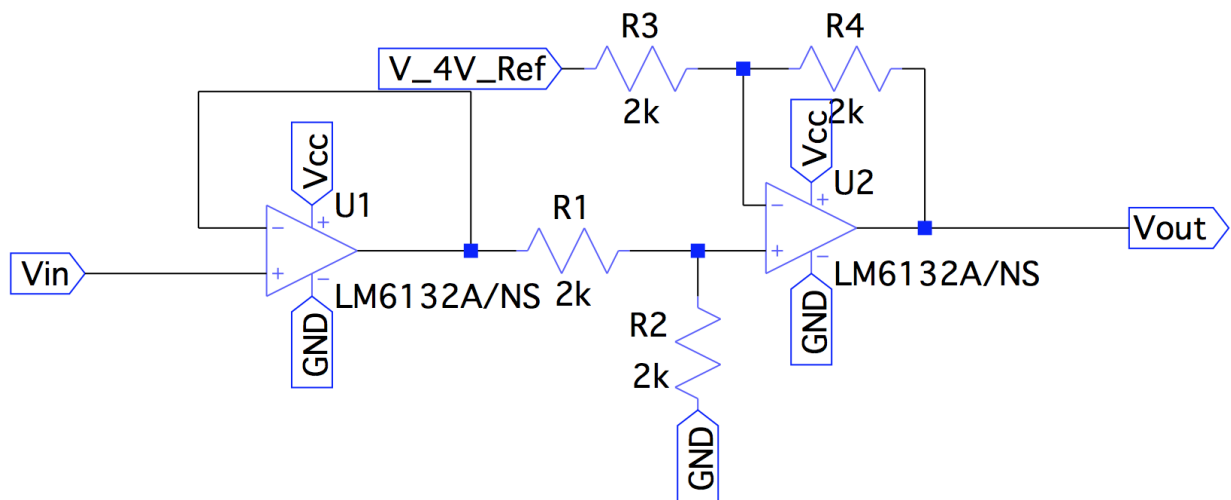 R3
R4
V_4V_Ref
2k
2k
Vcc
Vcc
U1
U2
R1
Vin
Vout
LM6132A/NS
2k
LM6132A/NS
GND
GND
R2
2k
GND
+
-
+
-
+
-
+
-